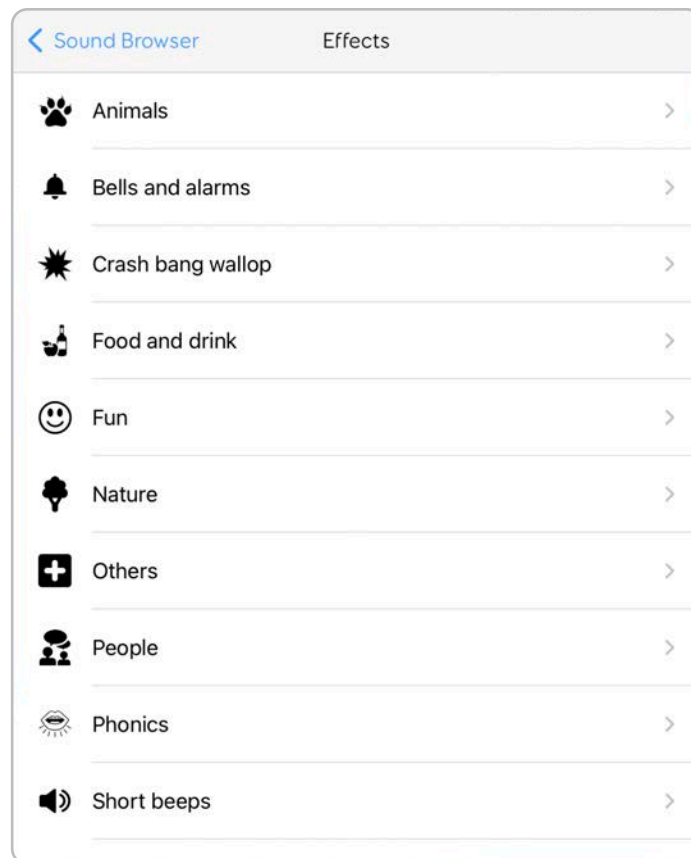 Sound Browser Effects
Animals
Bells and alarms
Crash bang wallop
Food and drink
Fun
Nature
Others
People
Phonics
Short beeps